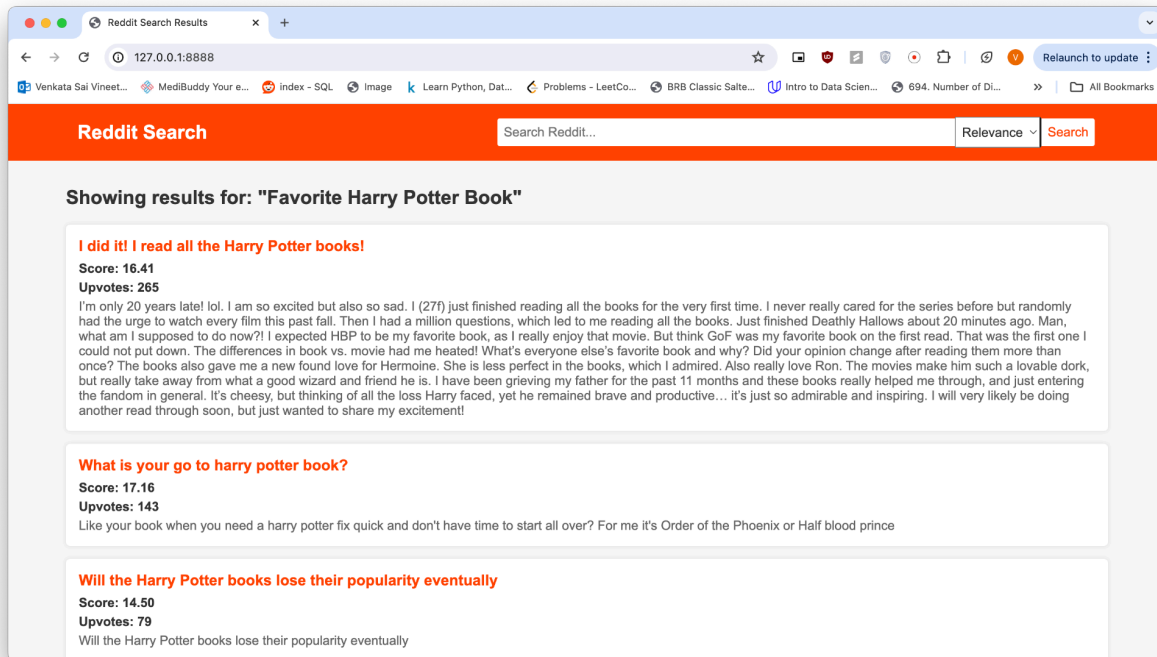 Reddit Search Results
127.0.0.1:8888
Relaunch to update
Venkata Sai Vineet...
MediBuddy Your e...
index - SQL
Image
Learn Python, Dat...
Problems - LeetCo...
BRB Classic Salte...
Intro to Data Scien...
694. Number of Di...
All Bookmarks
Reddit Search
Search Reddit...
Relevance
Search
Showing results for: "Favorite Harry Potter Book"
I did it! I read all the Harry Potter books!
Score: 16.41
Upvotes: 265
I'm only 20 years late! lol. I am so excited but also so sad. I (27f) just finished reading all the books for the very first time. I never really cared for the series before but randomly
had the urge to watch every film this past fall. Then I had a million questions, which led to me reading all the books. Just finished Deathly Hallows about 20 minutes ago. Man,
what am I supposed to do now?! I expected HBP to be my favorite book, as I really enjoy that movie. But think GoF was my favorite book on the first read. That was the first one I
could not put down. The differences in book vs. movie had me heated! What's everyone else's favorite book and why? Did your opinion change after reading them more than
once? The books also gave me a new found love for Hermoine. She is less perfect in the books, which I admired. Also really love Ron. The movies make him such a lovable dork,
but really take away from what a good wizard and friend he is. I have been grieving my father for the past 11 months and these books really helped me through, and just entering
the fandom in general. It's cheesy, but thinking of all the loss Harry faced, yet he remained brave and productive… it's just so admirable and inspiring. I will very likely be doing
another read through soon, but just wanted to share my excitement!
What is your go to harry potter book?
Score: 17.16
Upvotes: 143
Like your book when you need a harry potter fix quick and don't have time to start all over? For me it's Order of the Phoenix or Half blood prince
Will the Harry Potter books lose their popularity eventually
Score: 14.50
Upvotes: 79
Will the Harry Potter books lose their popularity eventually